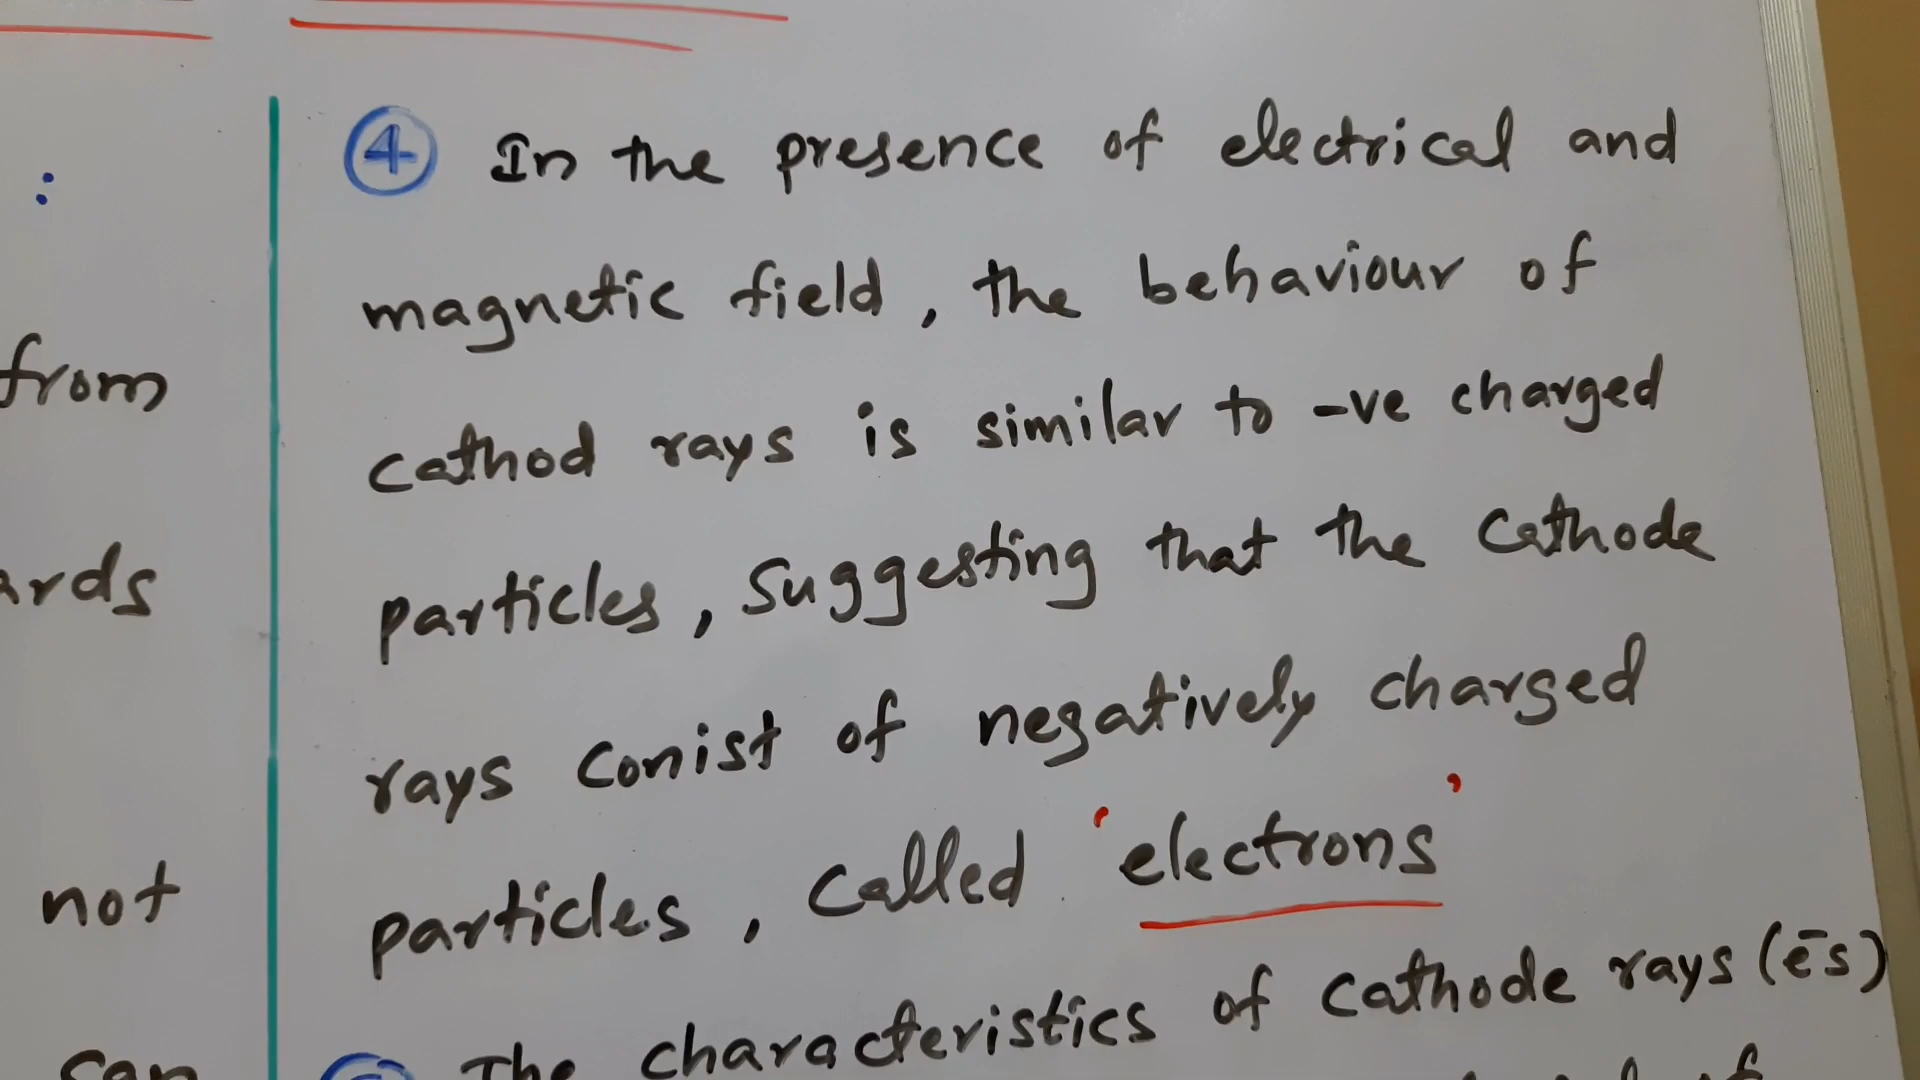 :
from
ards
not
can
④ In the presence of electrical and
magnetic field, the behaviour of
cathod rays is similar to -ve charged
particles, suggesting that the cathode
rays conist of negatively charged
particles, called 'electrons'
The characteristics of cathode rays (ēs)